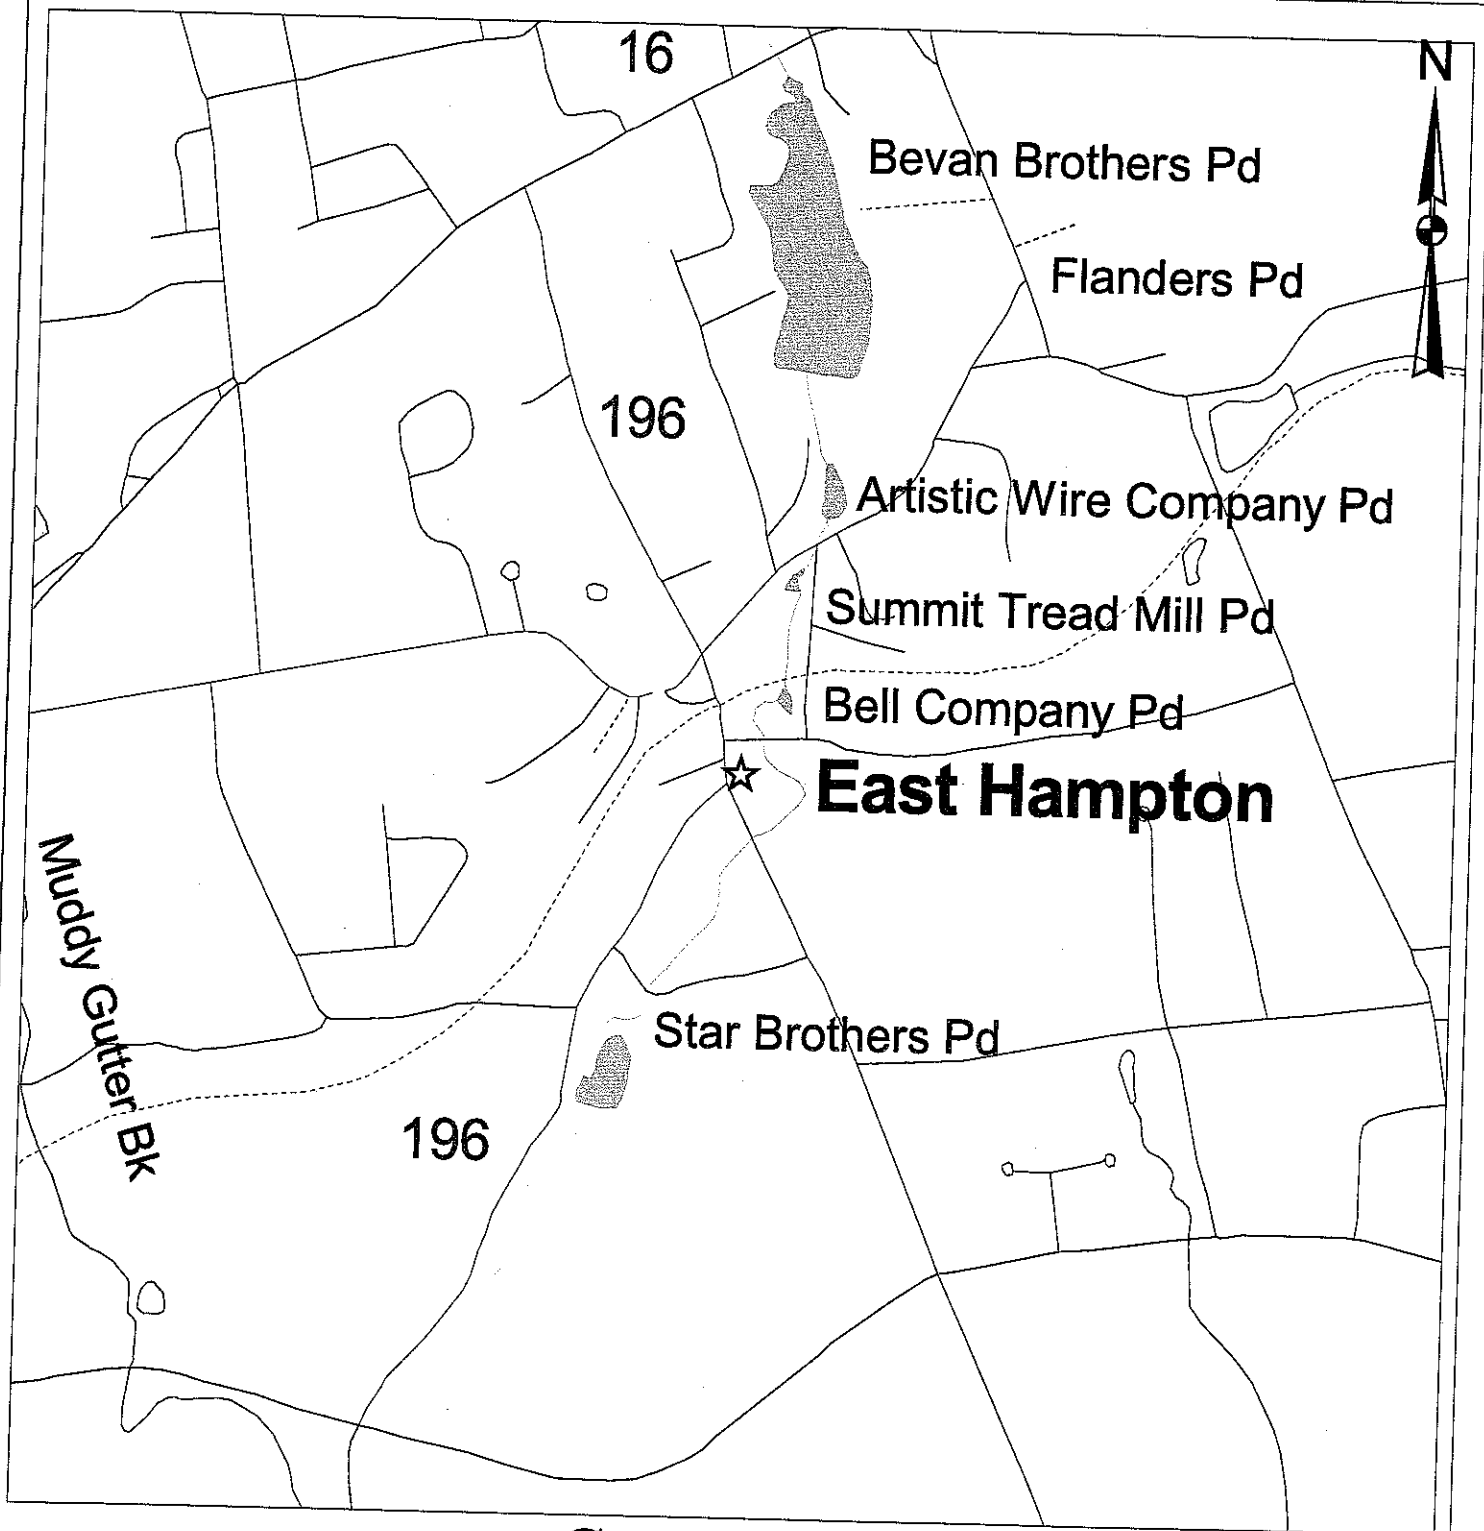 16
N
Bevan Brothers Pd
Flanders Pd
196
Artistic Wire Company Pd
Summit Tread Mill Pd
Bell Company Pd
East Hampton
Muddy Gutter Bk
Star Brothers Pd
196